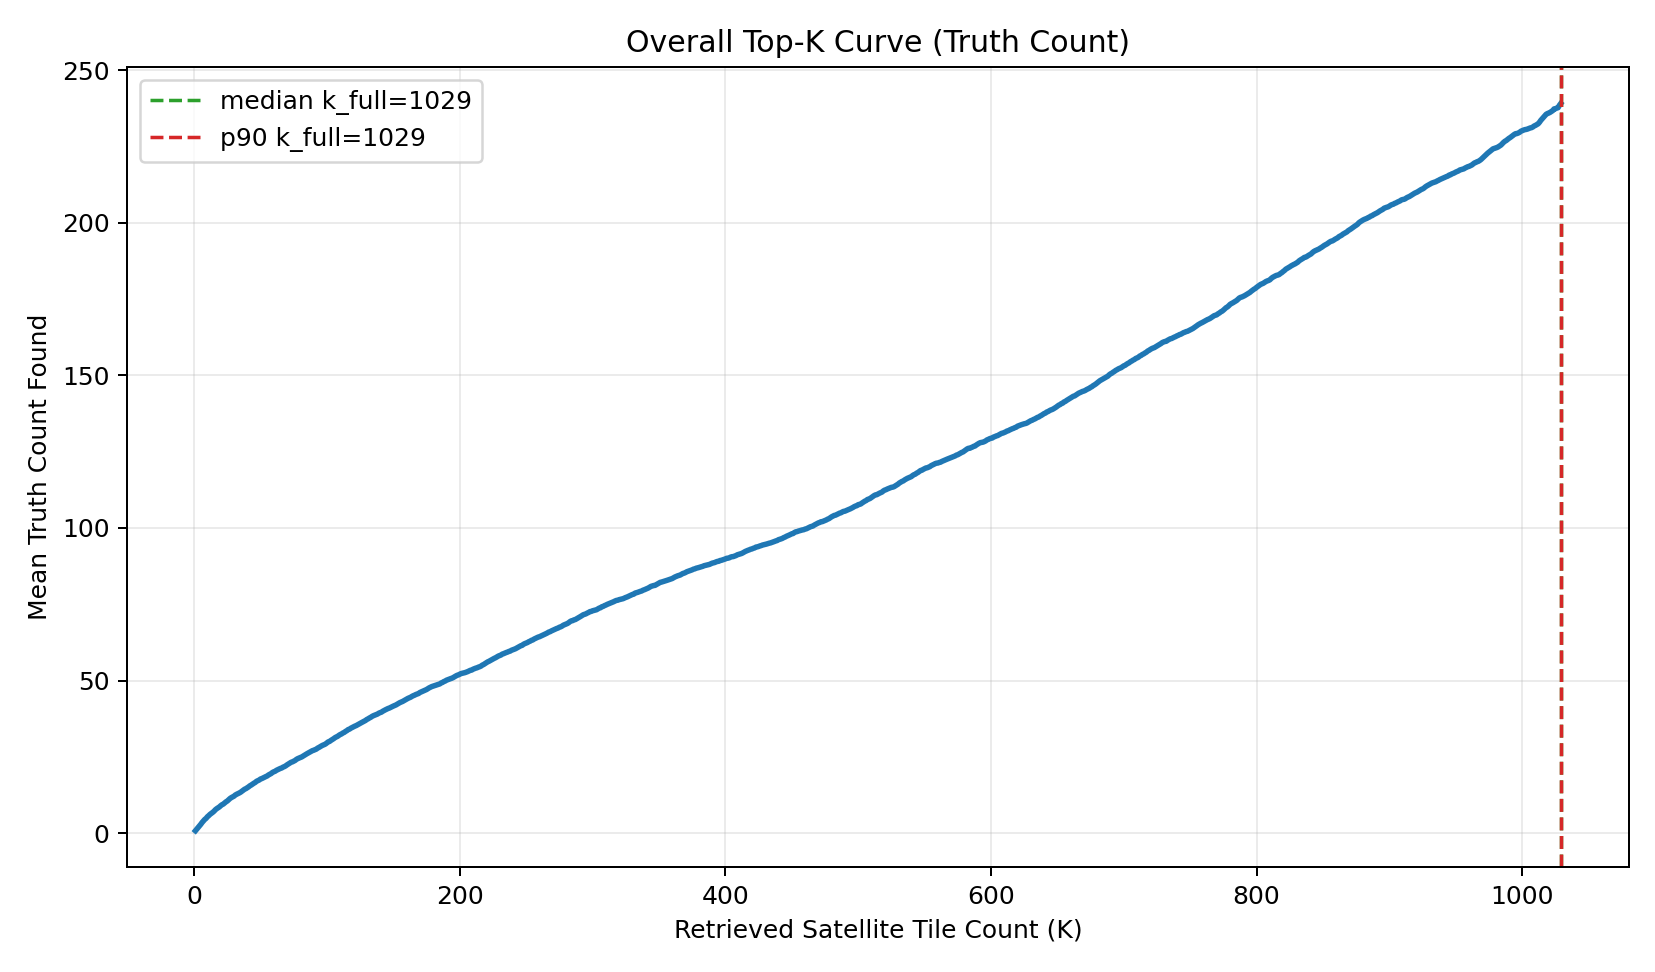 Overall Top-K Curve (Truth Count)
250
200
150
100
50
0
Mean Truth Count Found
median k_full=1029
p90 k_full=1029
0 200 400 600 800 1000
Retrieved Satellite Tile Count (K)